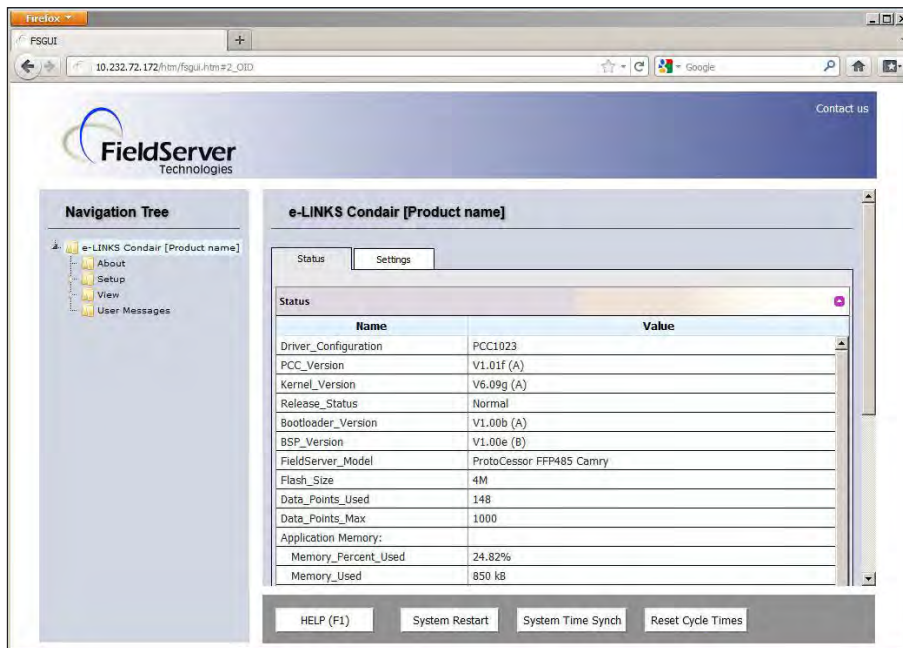 Firefox
FSGUI
+
10.232.72.172/htm/fsgui.htm#2_OID
Google
Contact us
FieldServer
Technologies
Navigation Tree
e-LINKS Condair [Product name]
About
Setup
View
User Messages
e-LINKS Condair [Product name]
Status Settings
Status
Name Value
Driver_Configuration PCC1023
PCC_Version V1.01f (A)
Kernel_Version V6.09g (A)
Release_Status Normal
Bootloader_Version V1.00b (A)
BSP_Version V1.00e (B)
FieldServer_Model ProtoCessor FFP485 Camry
Flash_Size 4M
Data_Points_Used 148
Data_Points_Max 1000
Application Memory:
Memory_Percent_Used 24.82%
Memory_Used 850 kB
HELP (F1) System Restart System Time Synch Reset Cycle Times